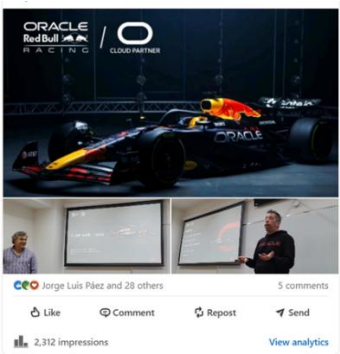 ORACLE
Red Bull
RACING
CLOUD PARTNER
ORACLE
Jorge Luis Páez and 28 others
5 comments
Like
Comment
Repost
Send
2,312 impressions
View analytics